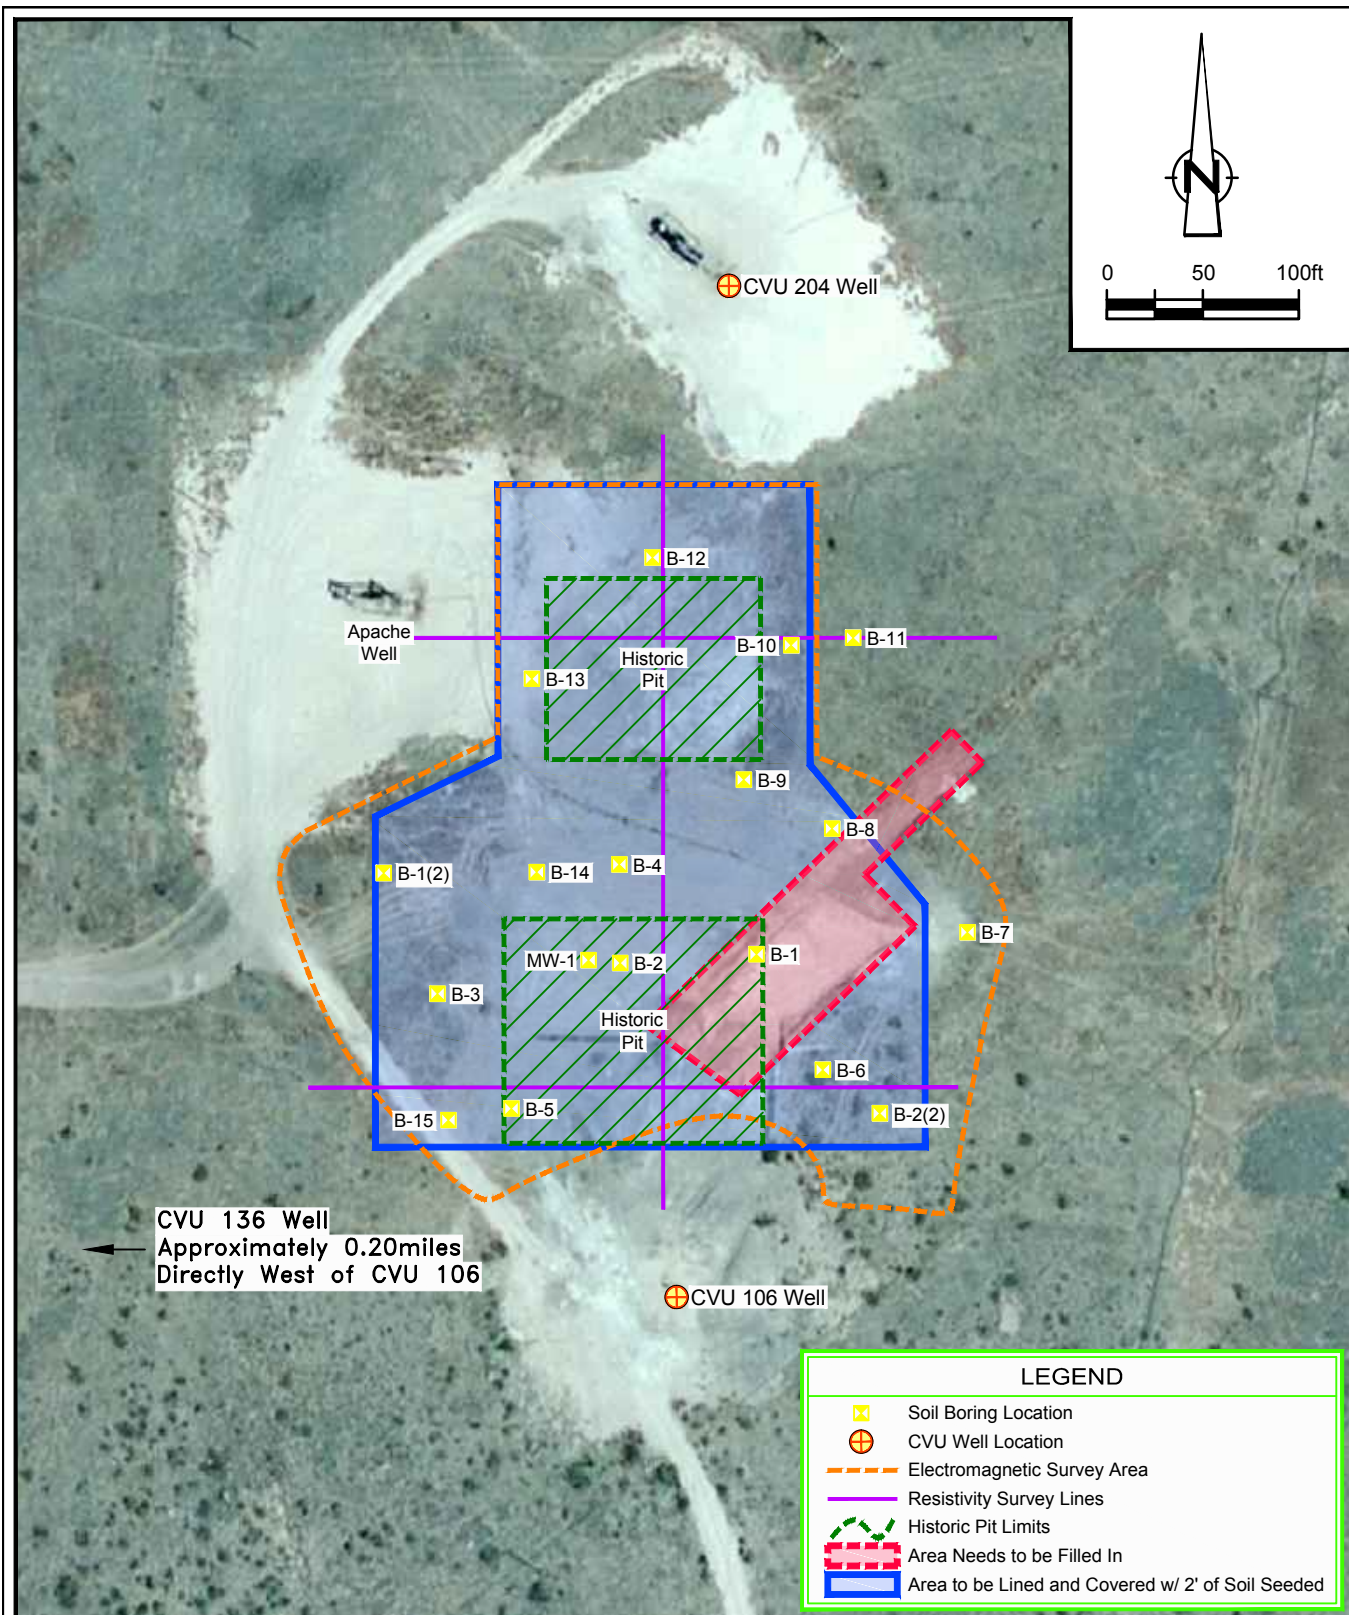 N
0 50 100ft
CVU 204 Well
B-12
Apache
Well
B-10
B-11
Historic
Pit
B-13
B-9
B-8
B-1(2)
B-14
B-4
B-7
MW-1
B-2
B-1
B-3
Historic
Pit
B-6
B-5
B-15
B-2(2)
CVU 136 Well
Approximately 0.20miles
Directly West of CVU 106
CVU 106 Well
LEGEND
Soil Boring Location
CVU Well Location
Electromagnetic Survey Area
Resistivity Survey Lines
Historic Pit Limits
Area Needs to be Filled In
Area to be Lined and Covered w/ 2' of Soil Seeded